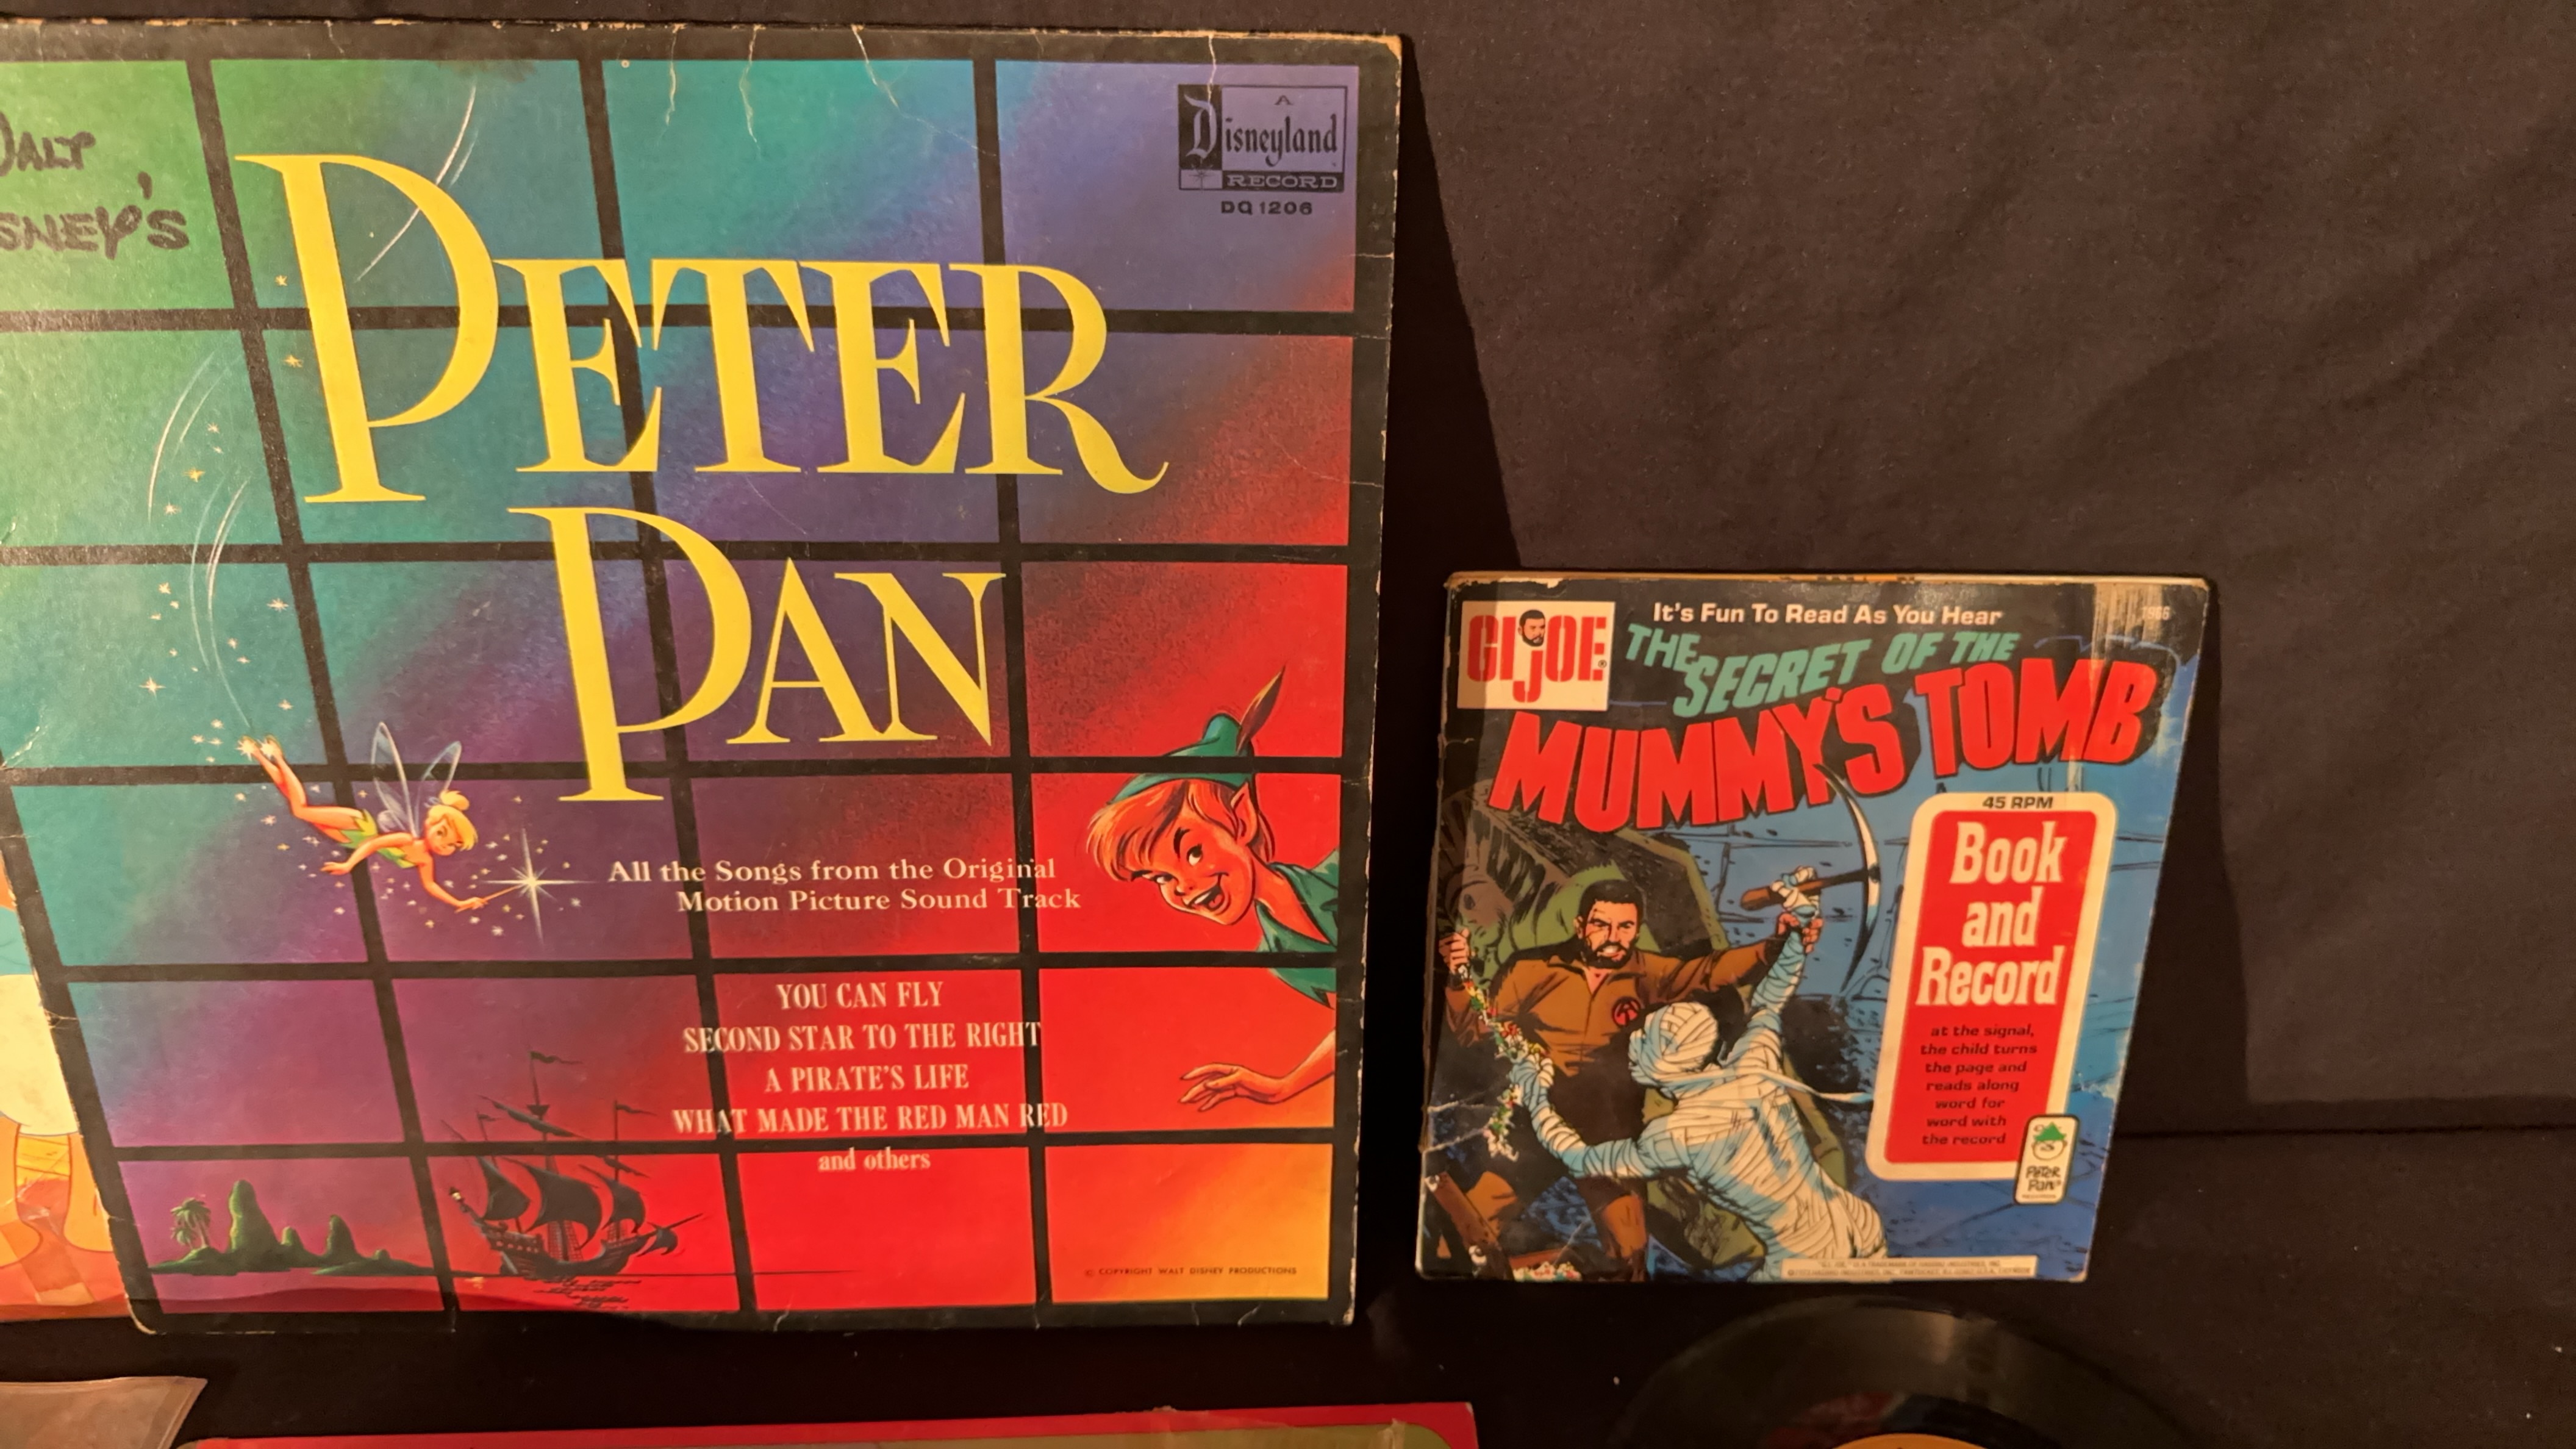 WALT
PETER
PAN
A
Disneyland
RECORD
DQ 1206
All the Songs from the Original
Motion Picture Sound Track
YOU CAN FLY
SECOND STAR TO THE RIGHT
A PIRATE'S LIFE
WHAT MADE THE RED MAN RED
and others
© COPYRIGHT WALT DISNEY PRODUCTIONS
GI JOE®
It's Fun To Read As You Hear
THE
SECRET OF THE
MUMMY'S TOMB
45 RPM
Book
and
Record
at the signal,
the child turns
the page and
reads along
word for
word with
the record
Peter
Pan